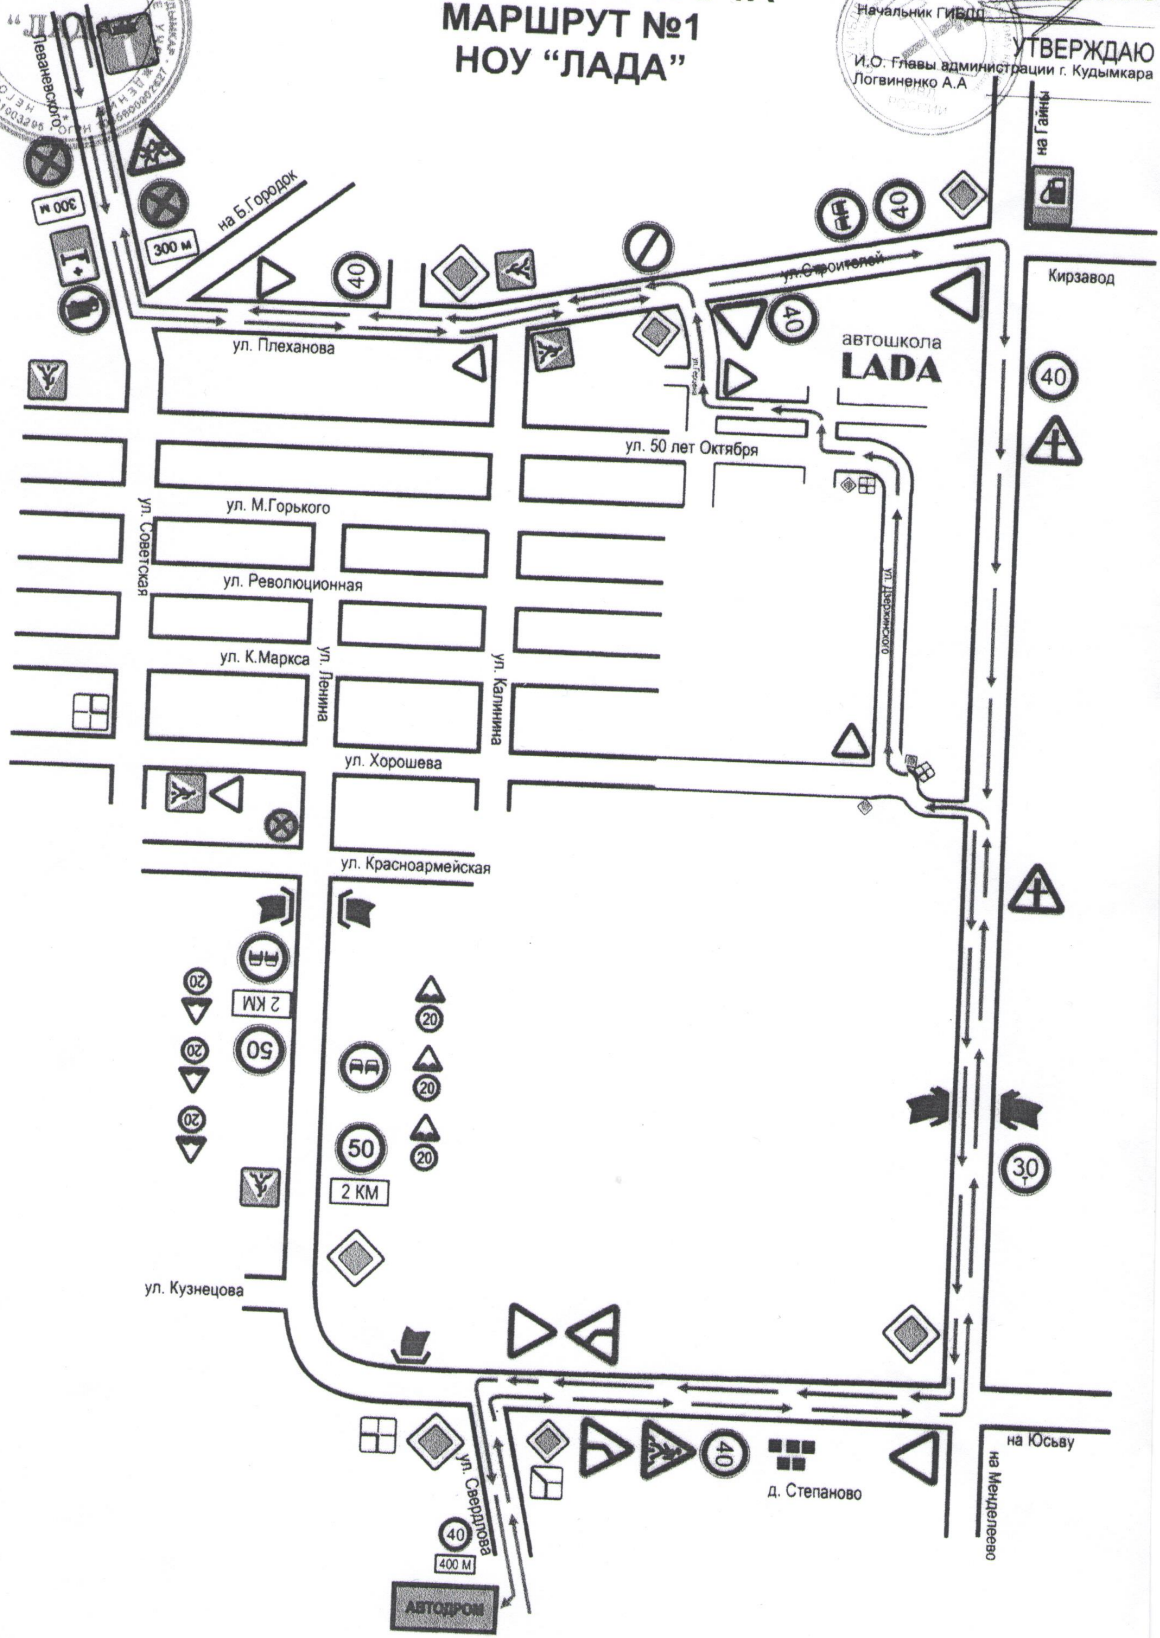 МАРШРУТ №1
НОУ “ЛАДА”
Начальник ГИБДД
УТВЕРЖДАЮ
И.О. Главы администрации г. Кудымкара
Логвиненко А.А
Леваневского
на Гайны
300 м
300 м
на Б.Городок
40
40
ул.Строителей
Кирзавод
ул. Плеханова
40
автошкола
LADA
40
ул. 50 лет Октября
ул. М.Горького
ул. Советская
ул. Революционная
ул. Дзержинского
ул. К.Маркса
ул. Ленина
ул. Калинина
ул. Хорошева
ул. Красноармейская
20
2 КМ
20
20
50
20
20
50
20
2 КМ
30
т
ул. Кузнецова
40
на Юсьву
д. Степаново
на Менделеево
ул. Свердлова
40
400 М
АВТОДРОМ